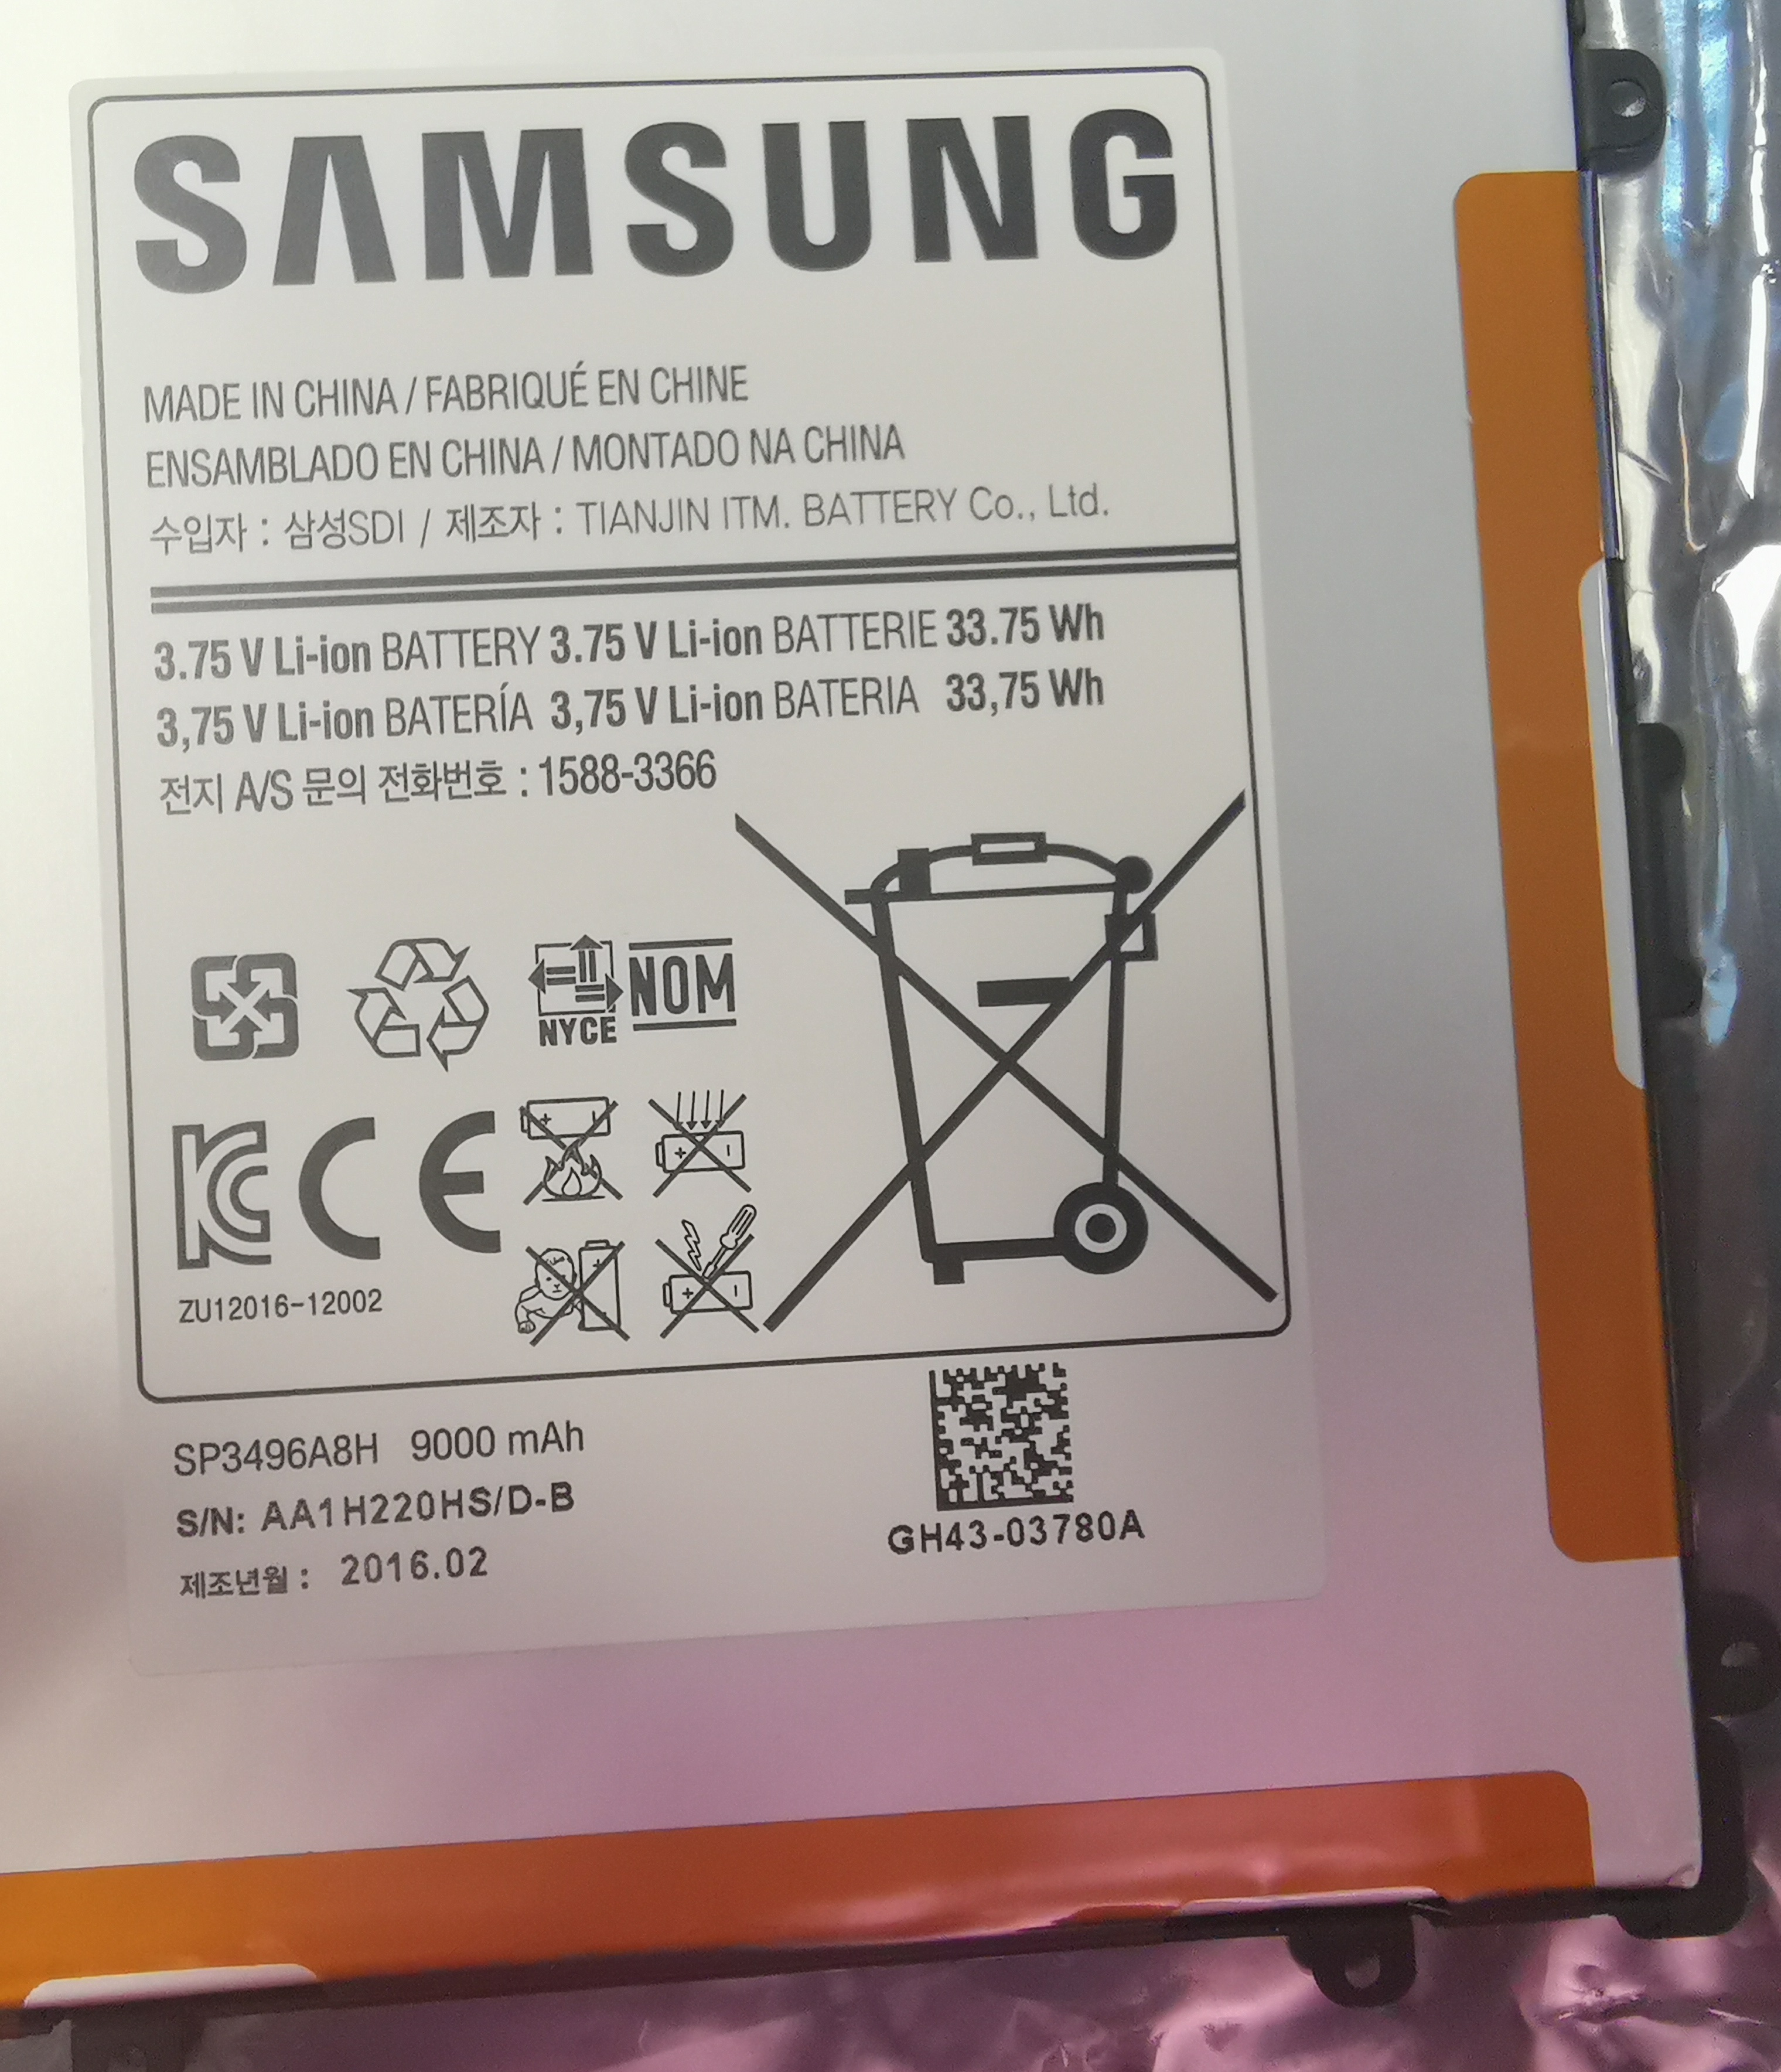 SAMSUNG
MADE IN CHINA / FABRIQUÉ EN CHINE
ENSAMBLADO EN CHINA / MONTADO NA CHINA
수입자 : 삼성SDI / 제조자 : TIANJIN ITM. BATTERY Co., Ltd.
3.75 V Li-ion BATTERY 3.75 V Li-ion BATTERIE 33.75 Wh
3,75 V Li-ion BATERÍA 3,75 V Li-ion BATERIA 33,75 Wh
전지 A/S 문의 전화번호 : 1588-3366
NYCE NOM
KC CE
ZU12016-12002
SP3496A8H 9000 mAh
S/N: AA1H220HS/D-B
제조년월 : 2016.02
GH43-03780A